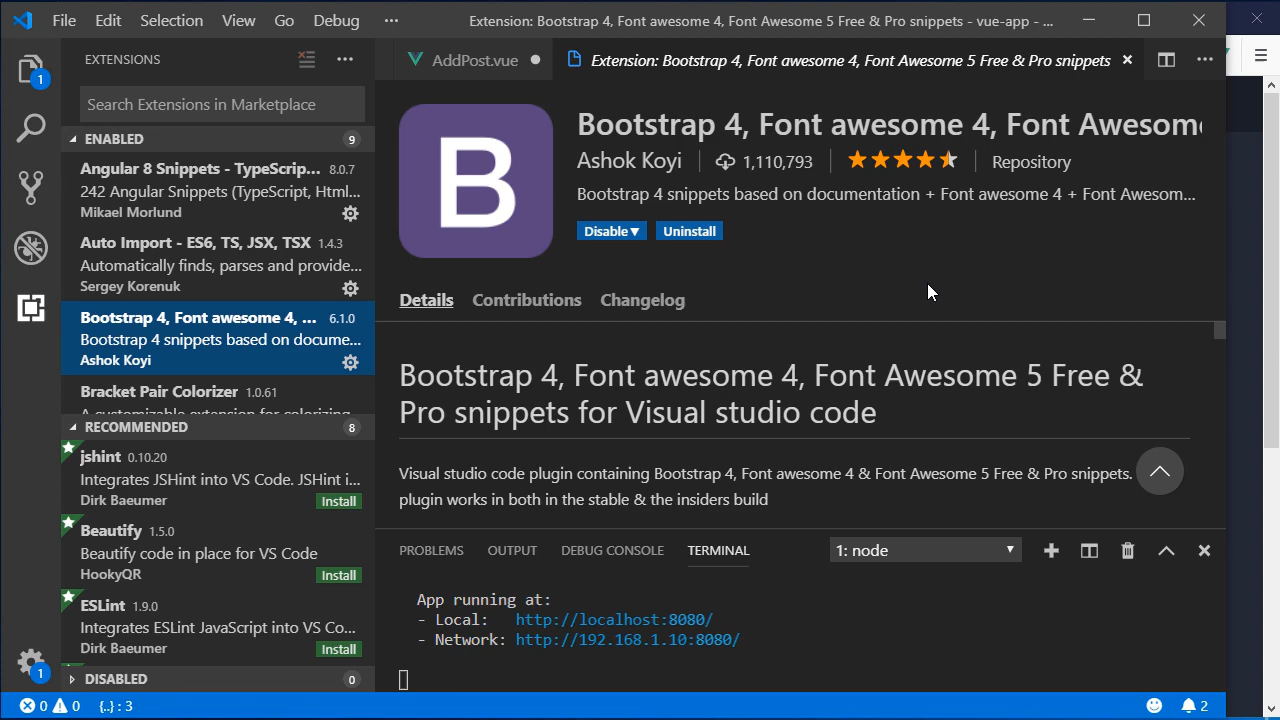 File Edit Selection View Go Debug ··· Extension: Bootstrap 4, Font awesome 4, Font Awesome 5 Free & Pro snippets - vue-app - ...
EXTENSIONS
Search Extensions in Marketplace
ENABLED 9
Angular 8 Snippets - TypeScrip... 8.0.7
242 Angular Snippets (TypeScript, Html...
Mikael Morlund
Auto Import - ES6, TS, JSX, TSX 1.4.3
Automatically finds, parses and provide...
Sergey Korenuk
Bootstrap 4, Font awesome 4, ... 6.1.0
Bootstrap 4 snippets based on docume...
Ashok Koyi
Bracket Pair Colorizer 1.0.61
A customizable extension for colorizing
RECOMMENDED 8
jshint 0.10.20
Integrates JSHint into VS Code. JSHint i...
Dirk Baeumer Install
Beautify 1.5.0
Beautify code in place for VS Code
HookyQR Install
ESLint 1.9.0
Integrates ESLint JavaScript into VS Co...
Dirk Baeumer Install
DISABLED 0
1
1
AddPost.vue
Extension: Bootstrap 4, Font awesome 4, Font Awesome 5 Free & Pro snippets
B
Bootstrap 4, Font awesome 4, Font Awesom
Ashok Koyi 1,110,793 Repository
Bootstrap 4 snippets based on documentation + Font awesome 4 + Font Awesom...
Disable Uninstall
Details Contributions Changelog
Bootstrap 4, Font awesome 4, Font Awesome 5 Free &
Pro snippets for Visual studio code
Visual studio code plugin containing Bootstrap 4, Font awesome 4 & Font Awesome 5 Free & Pro snippets.
plugin works in both in the stable & the insiders build
PROBLEMS OUTPUT DEBUG CONSOLE TERMINAL 1: node
App running at:
- Local: http://localhost:8080/
- Network: http://192.168.1.10:8080/
0 0 {..} : 3 2